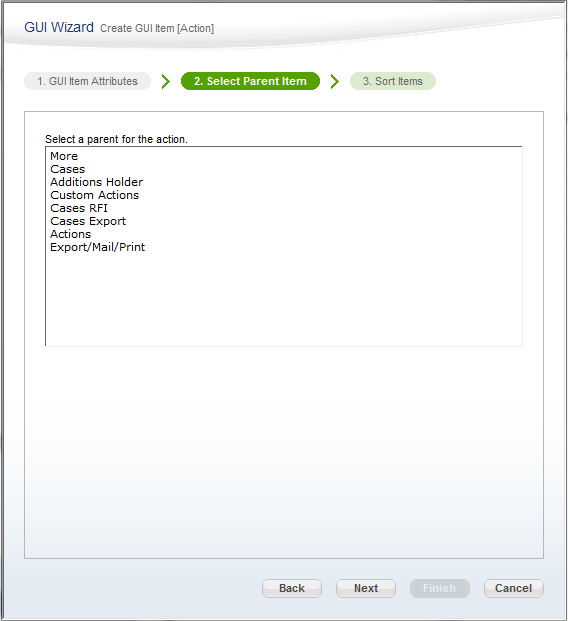 GUI Wizard Create GUI Item [Action]
1. GUI Item Attributes 2. Select Parent Item 3. Sort Items
Select a parent for the action.
More
Cases
Additions Holder
Custom Actions
Cases RFI
Cases Export
Actions
Export/Mail/Print
Back Next Finish Cancel